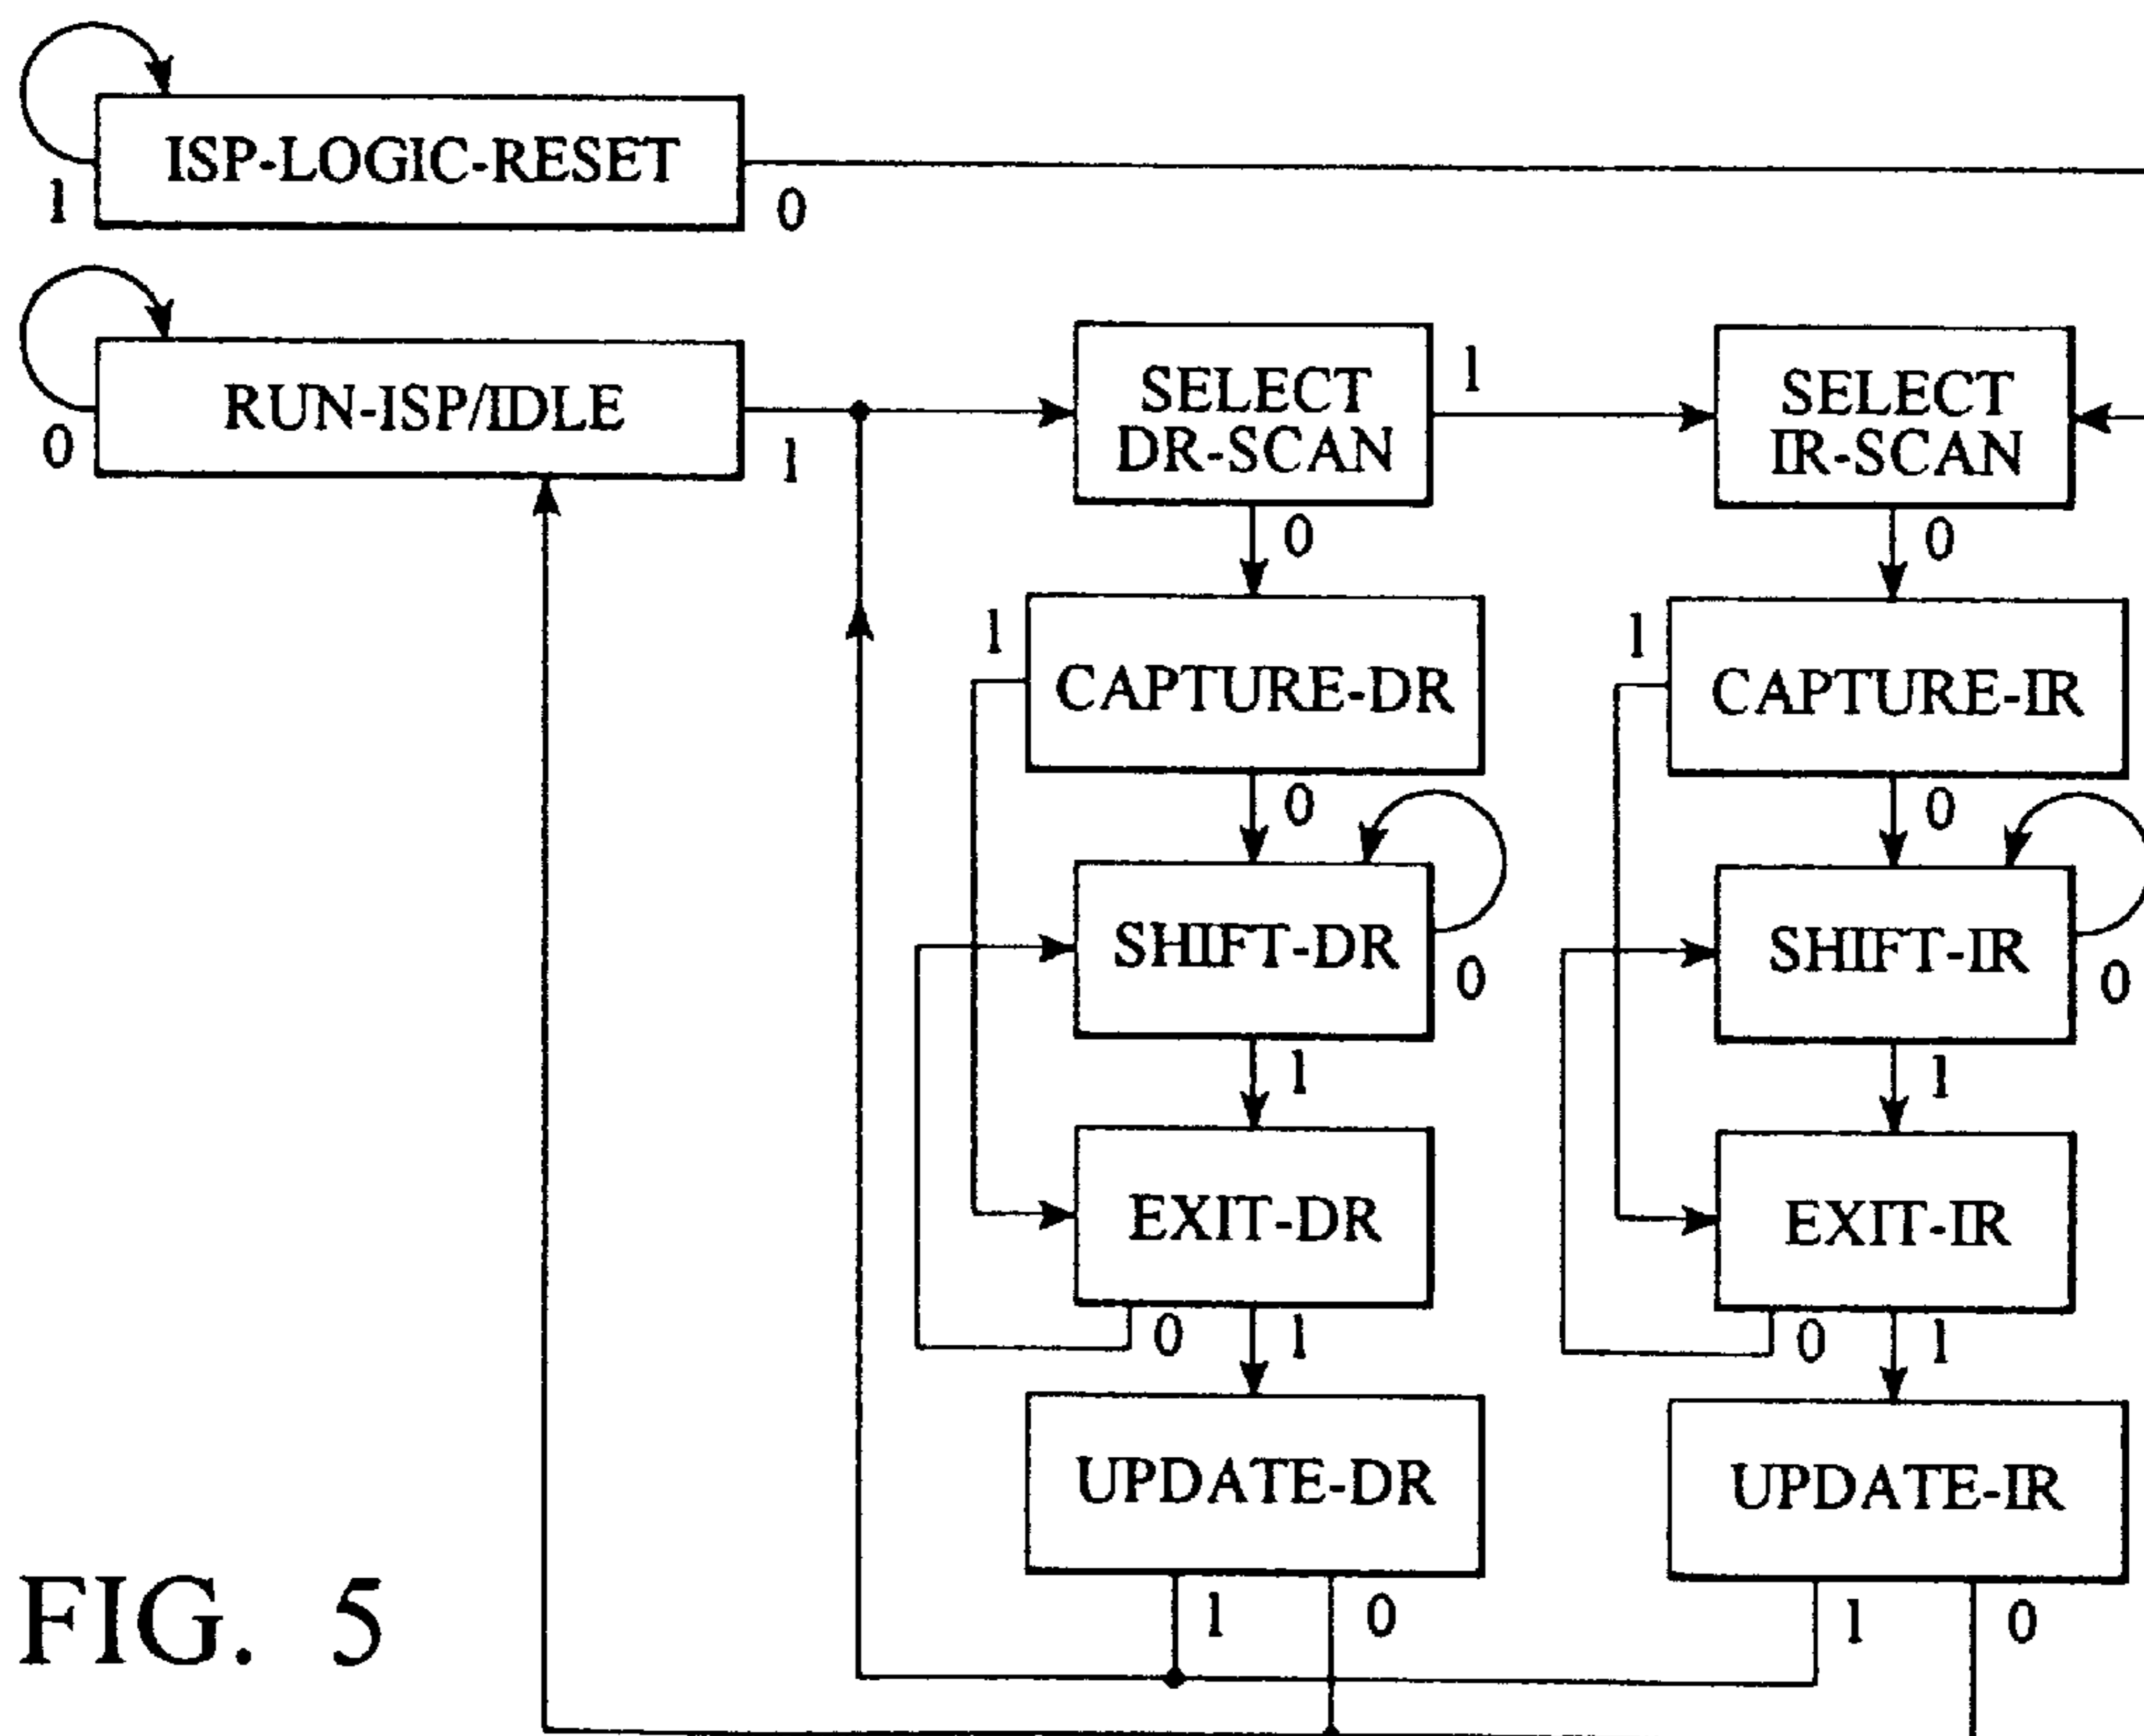 ISP-LOGIC-RESET
1
0
RUN-ISP/IDLE
0
1
SELECT
DR-SCAN
1
0
SELECT
IR-SCAN
0
1
CAPTURE-DR
0
1
CAPTURE-IR
0
SHIFT-DR
0
1
SHIFT-IR
0
1
EXIT-DR
0
1
EXIT-IR
0
1
UPDATE-DR
1
0
UPDATE-IR
1
0
FIG. 5